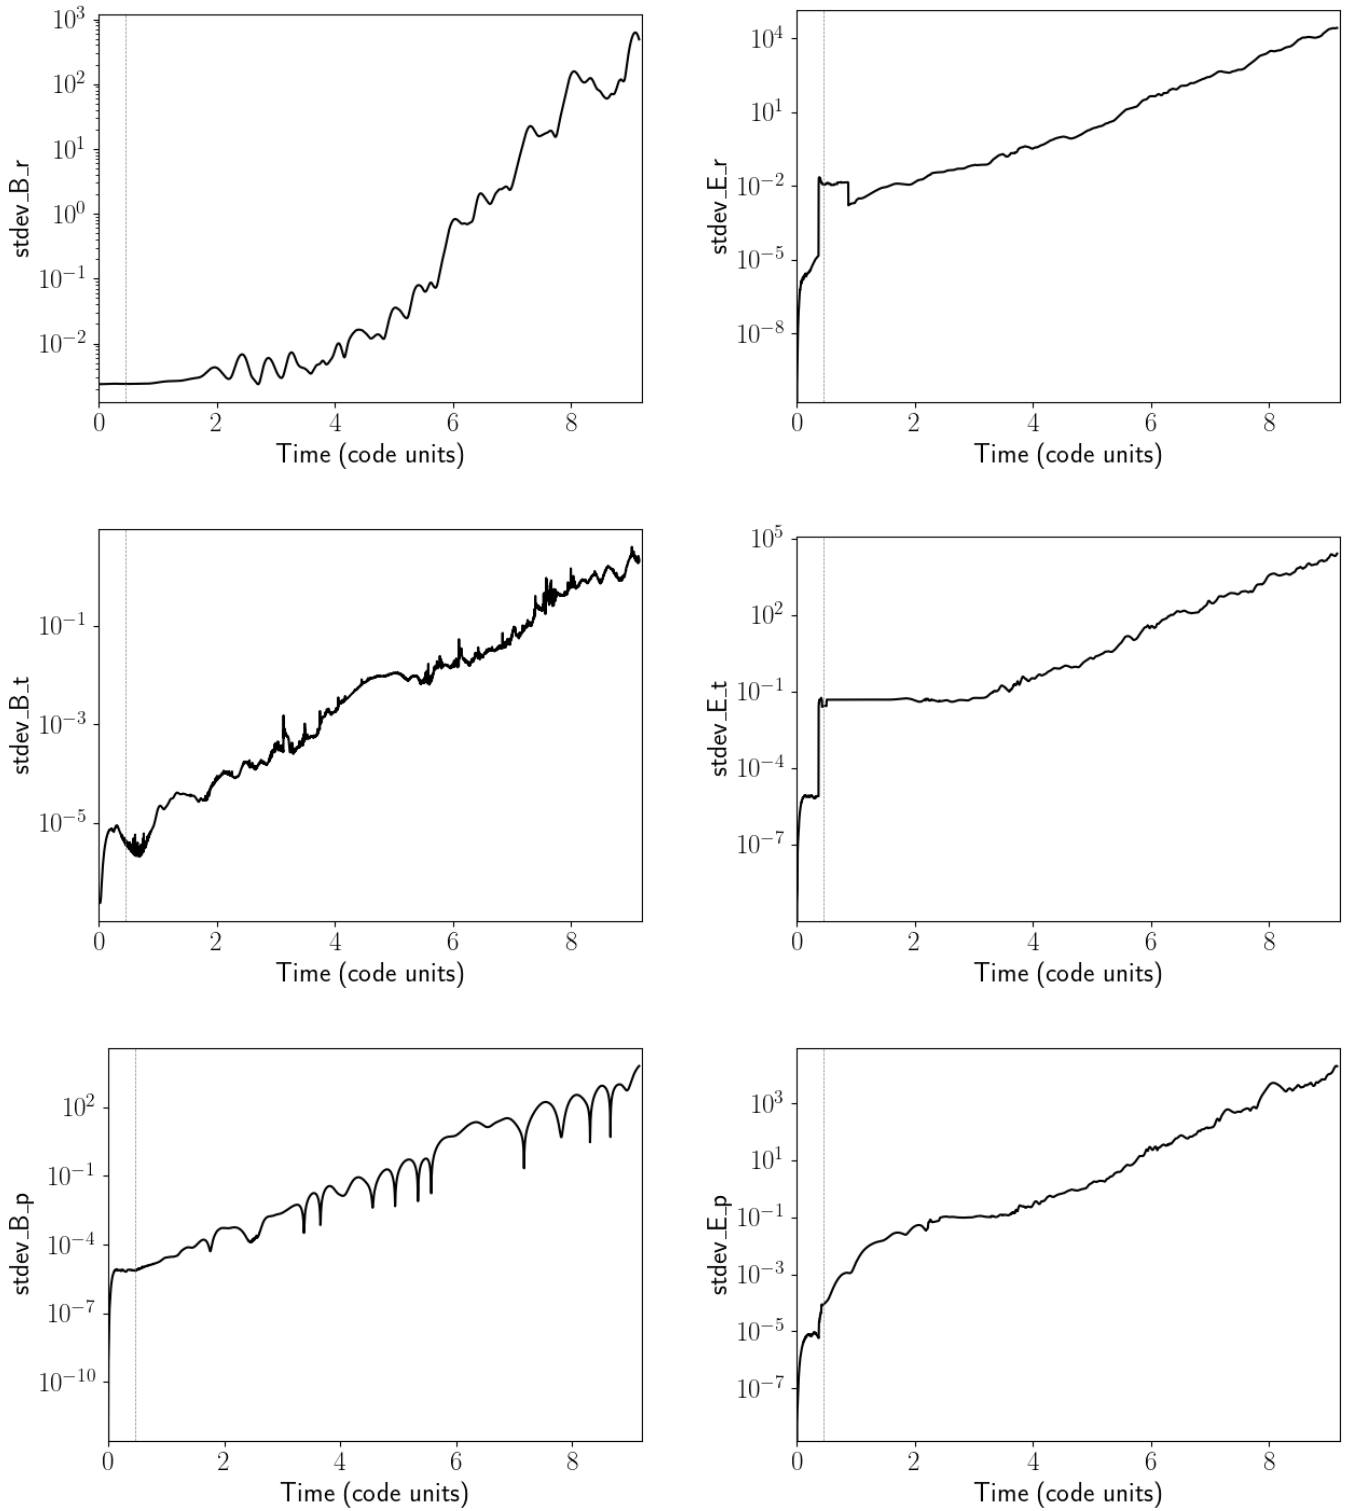 10^3
10^2
10^1
10^0
10^−1
10^−2
stdev_B_r
0 2 4 6 8
Time (code units)
10^4
10^1
10^−2
10^−5
10^−8
stdev_E_r
0 2 4 6 8
Time (code units)
10^−1
10^−3
10^−5
stdev_B_t
0 2 4 6 8
Time (code units)
10^5
10^2
10^−1
10^−4
10^−7
stdev_E_t
0 2 4 6 8
Time (code units)
10^2
10^−1
10^−4
10^−7
10^−10
stdev_B_p
0 2 4 6 8
Time (code units)
10^3
10^1
10^−1
10^−3
10^−5
10^−7
stdev_E_p
0 2 4 6 8
Time (code units)